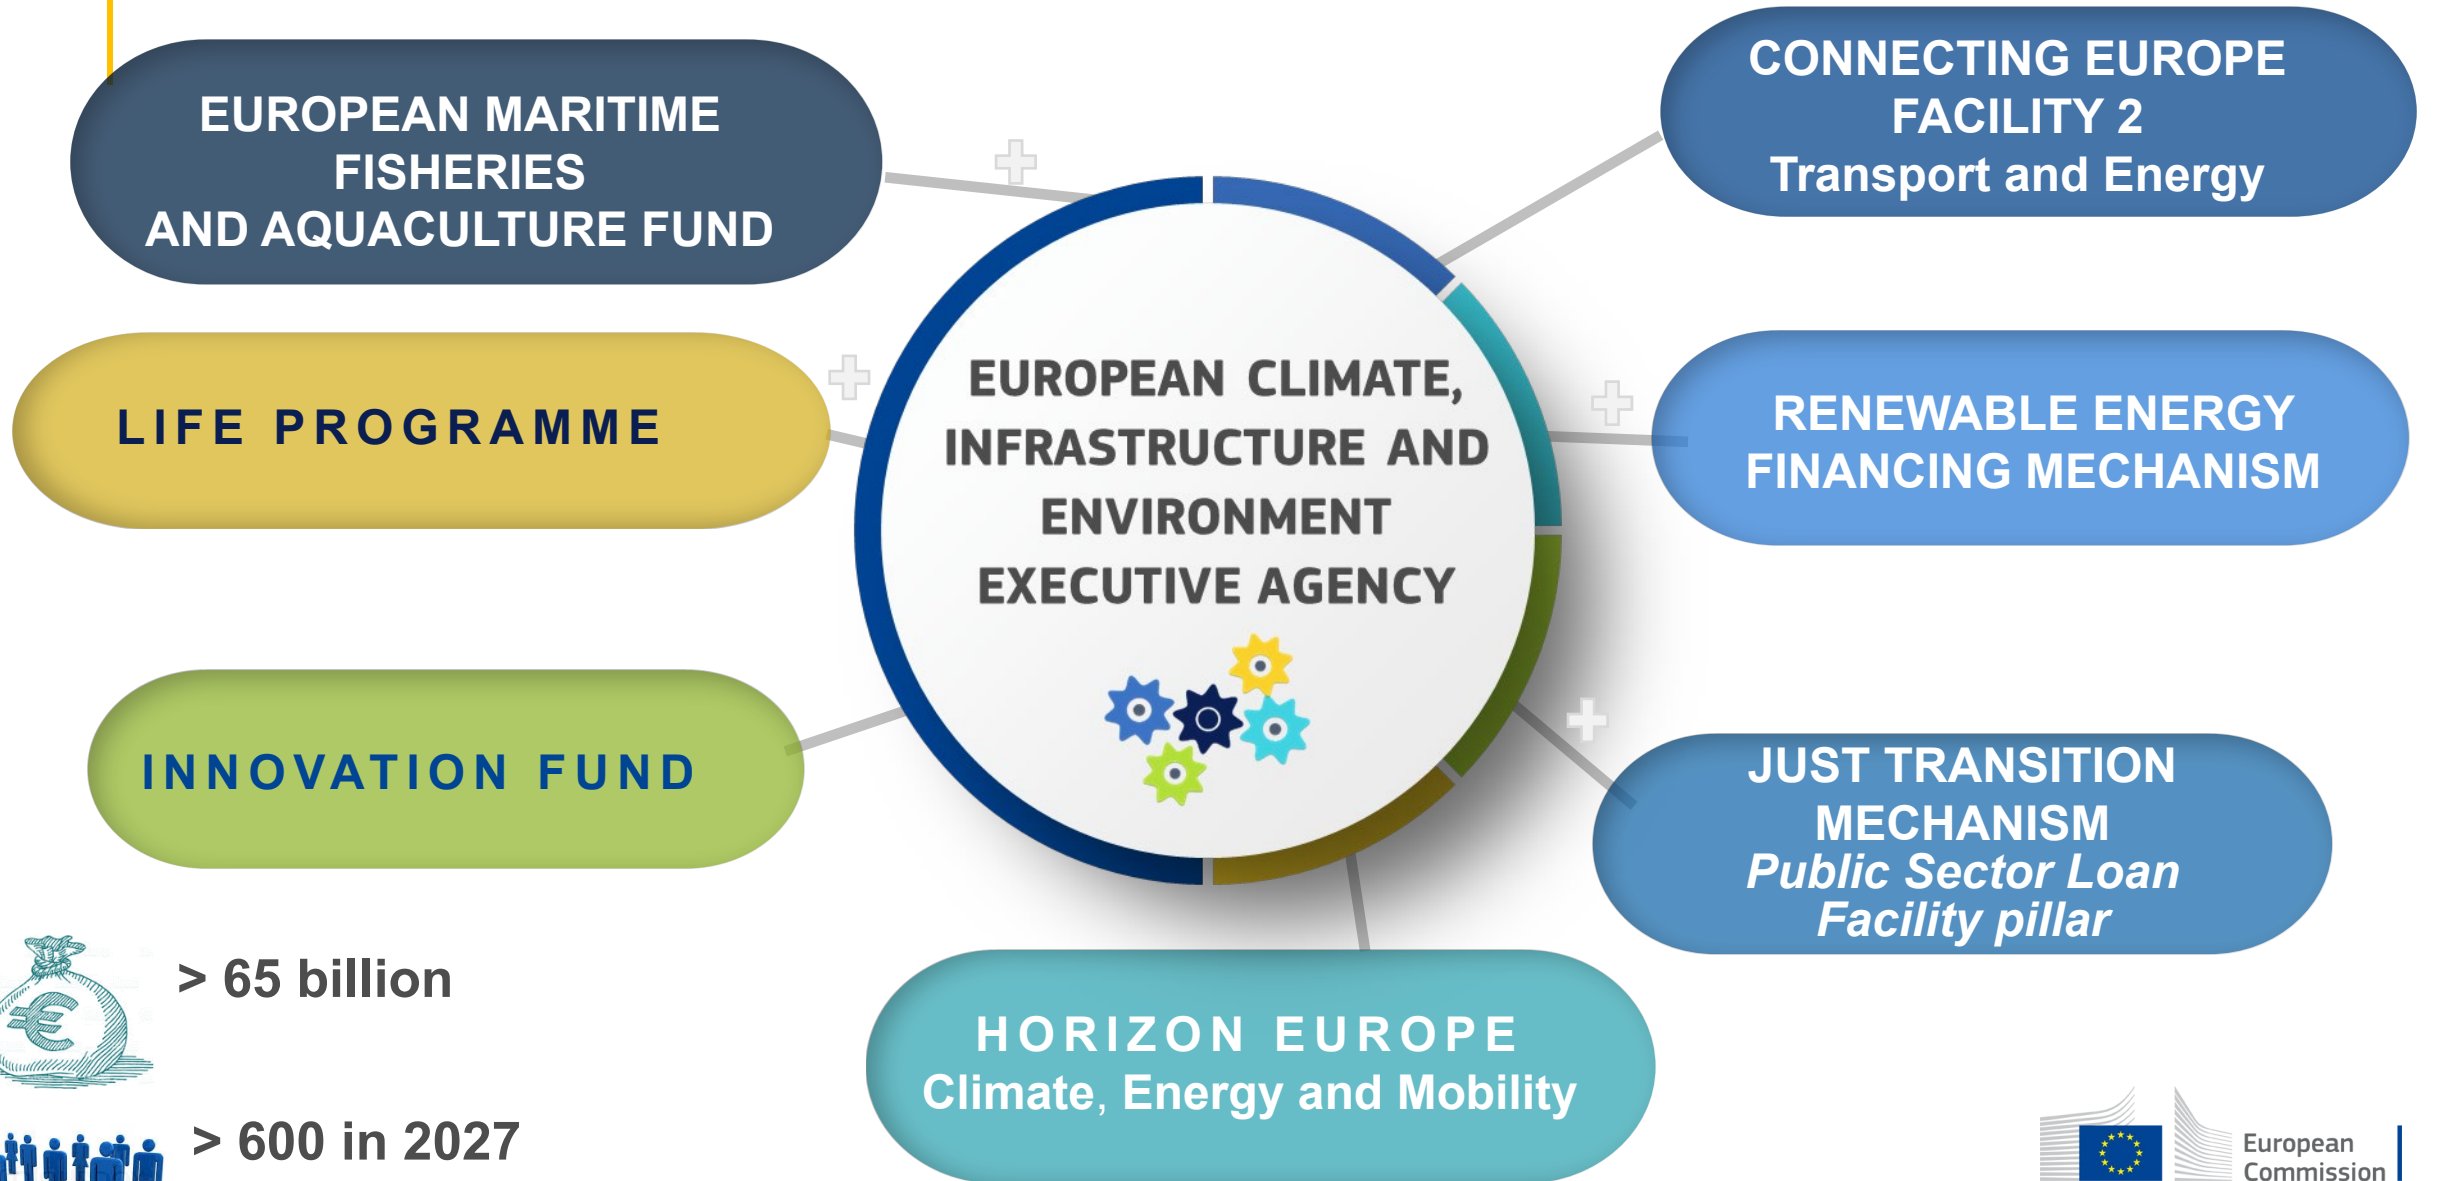 EUROPEAN MARITIME
FISHERIES
AND AQUACULTURE FUND
LIFE PROGRAMME
INNOVATION FUND
EUROPEAN CLIMATE,
INFRASTRUCTURE AND
ENVIRONMENT
EXECUTIVE AGENCY
CONNECTING EUROPE
FACILITY 2
Transport and Energy
RENEWABLE ENERGY
FINANCING MECHANISM
JUST TRANSITION
MECHANISM
Public Sector Loan
Facility pillar
HORIZON EUROPE
Climate, Energy and Mobility
€
> 65 billion
> 600 in 2027
European
Commission